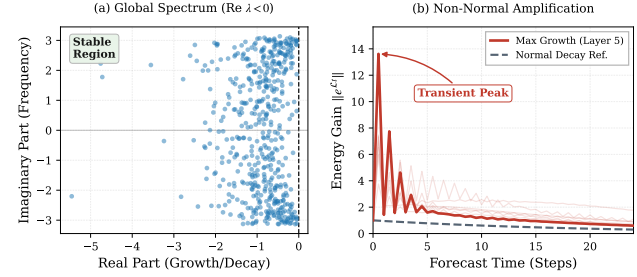 (a) Global Spectrum (Re λ<0)
Stable
Region
3
2
1
0
−1
−2
−3
−5
−4
−3
−2
−1
0
Imaginary Part (Frequency)
Real Part (Growth/Decay)
(b) Non-Normal Amplification
Max Growth (Layer 5)
Normal Decay Ref.
Transient Peak
14
12
10
8
6
4
2
0
0
5
10
15
20
Energy Gain ||e^{ℒt}||
Forecast Time (Steps)